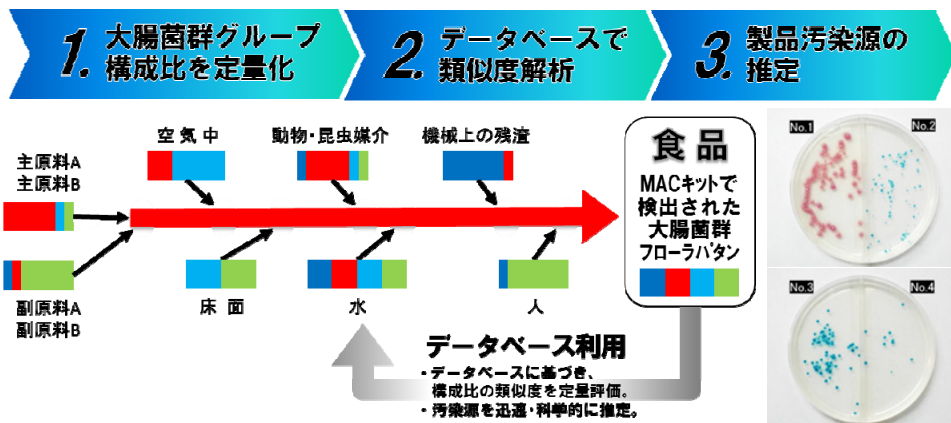 1. 大腸菌群グループ
構成比を定量化
2. データベースで
類似度解析
3. 製品汚染源の
推定
主原料A
主原料B
空気中
動物・昆虫媒介
機械上の残渣
副原料A
副原料B
床面
水
人
食品
MACキットで
検出された
大腸菌群
フローラパタン
データベース利用
・データベースに基づき、
構成比の類似度を定量評価。
・汚染源を迅速・科学的に推定。
No.1
No.2
No.3
No.4